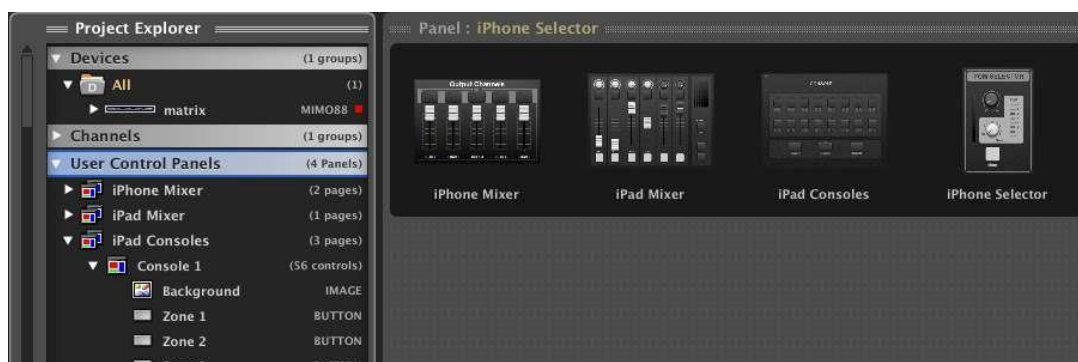 Project Explorer
Devices (1 groups)
All (1)
matrix MIMO88
Channels (1 groups)
User Control Panels (4 Panels)
iPhone Mixer (2 pages)
iPad Mixer (1 pages)
iPad Consoles (3 pages)
Console 1 (56 controls)
Background IMAGE
Zone 1 BUTTON
Zone 2 BUTTON
Panel : iPhone Selector
Output Channels
iPhone Mixer
iPad Mixer
iPad Consoles
iPhone Selector